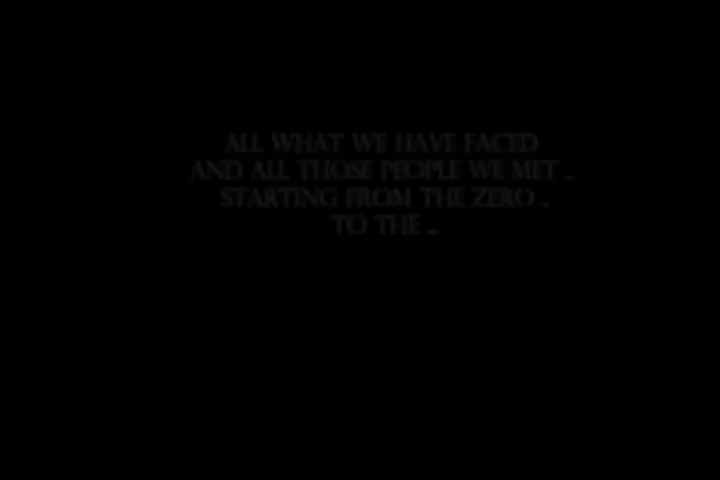 ALL WHAT WE HAVE FACED
AND ALL THOSE PEOPLE WE MET ..
STARTING FROM THE ZERO ..
TO THE ...